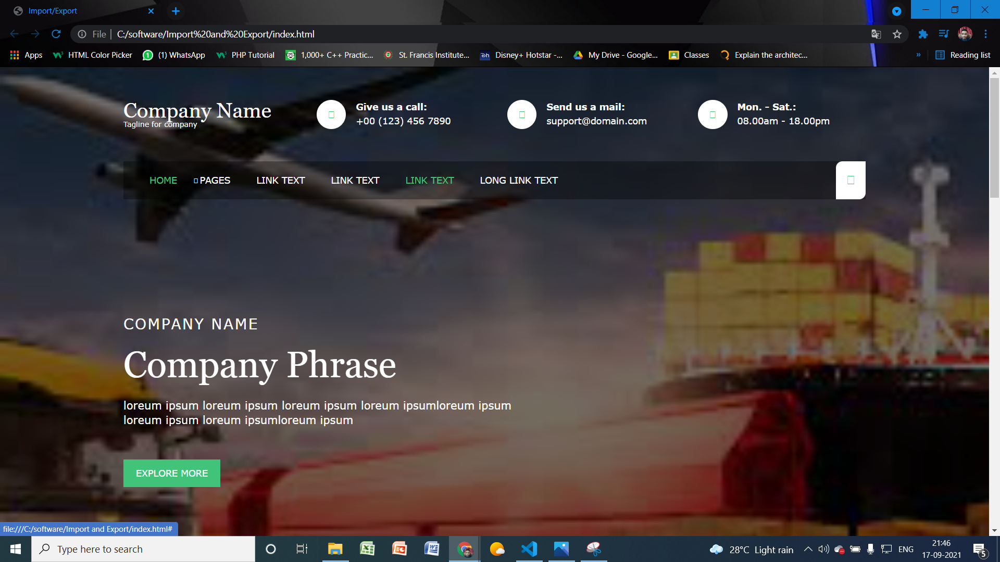 Import/Export
File | C:/software/Import%20and%20Export/index.html
Apps HTML Color Picker (1) WhatsApp PHP Tutorial 1,000+ C++ Practic... St. Francis Institute... Disney+ Hotstar -... My Drive - Google... Classes Explain the architec... » Reading list
Company Name
Tagline for company
Give us a call:
+00 (123) 456 7890
Send us a mail:
support@domain.com
Mon. - Sat.:
08.00am - 18.00pm
HOME PAGES LINK TEXT LINK TEXT LINK TEXT LONG LINK TEXT
COMPANY NAME
Company Phrase
loreum ipsum loreum ipsum loreum ipsum loreum ipsumloreum ipsum
loreum ipsum loreum ipsumloreum ipsum
EXPLORE MORE
file:///C:/software/Import and Export/index.html#
Type here to search
28°C Light rain
ENG
21:46
17-09-2021
5